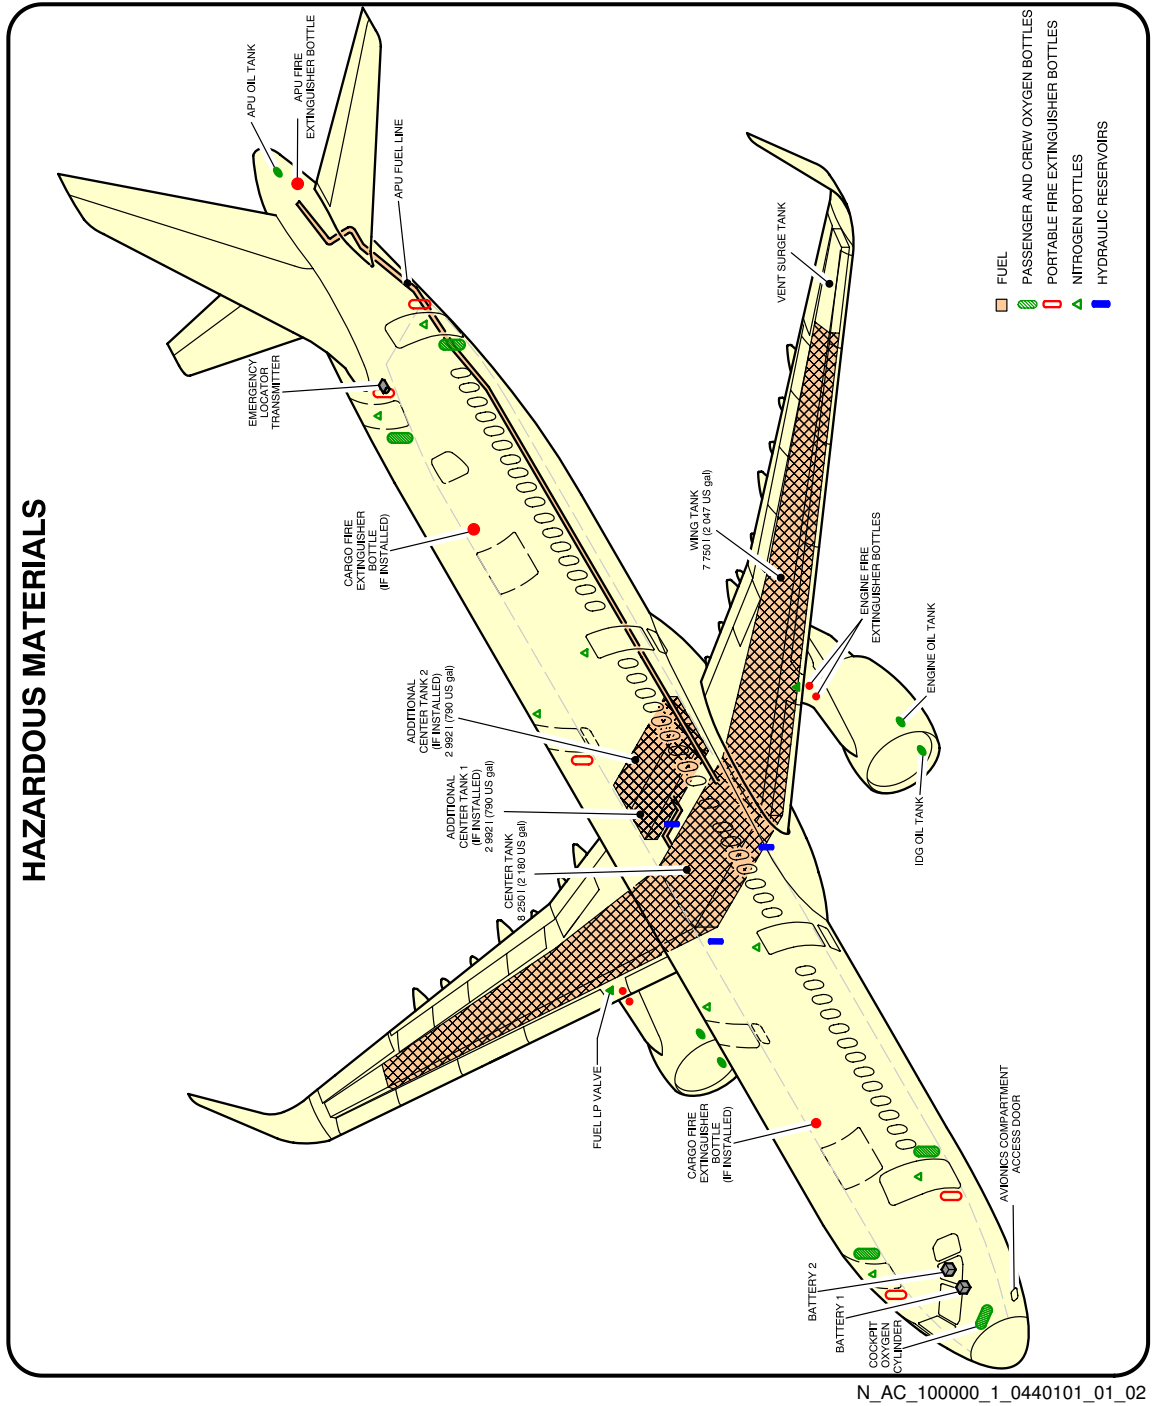 HAZARDOUS MATERIALS
APU OIL TANK
APU FIRE
EXTINGUISHER BOTTLE
APU FUEL LINE
EMERGENCY
LOCATOR
TRANSMITTER
CARGO FIRE
EXTINGUISHER
BOTTLE
(IF INSTALLED)
ADDITIONAL
CENTER TANK 2
(IF INSTALLED)
2 992 l (790 US gal)
ADDITIONAL
CENTER TANK 1
(IF INSTALLED)
2 992 l (790 US gal)
CENTER TANK
8 250 l (2 180 US gal)
FUEL LP VALVE
CARGO FIRE
EXTINGUISHER
BOTTLE
(IF INSTALLED)
BATTERY 2
BATTERY 1
COCKPIT
OXYGEN
CYLINDER
AVIONICS COMPARTMENT
ACCESS DOOR
VENT SURGE TANK
WING TANK
7 750 l (2 047 US gal)
ENGINE FIRE
EXTINGUISHER BOTTLES
ENGINE OIL TANK
IDG OIL TANK
FUEL
PASSENGER AND CREW OXYGEN BOTTLES
PORTABLE FIRE EXTINGUISHER BOTTLES
NITROGEN BOTTLES
HYDRAULIC RESERVOIRS
N_AC_100000_1_0440101_01_02